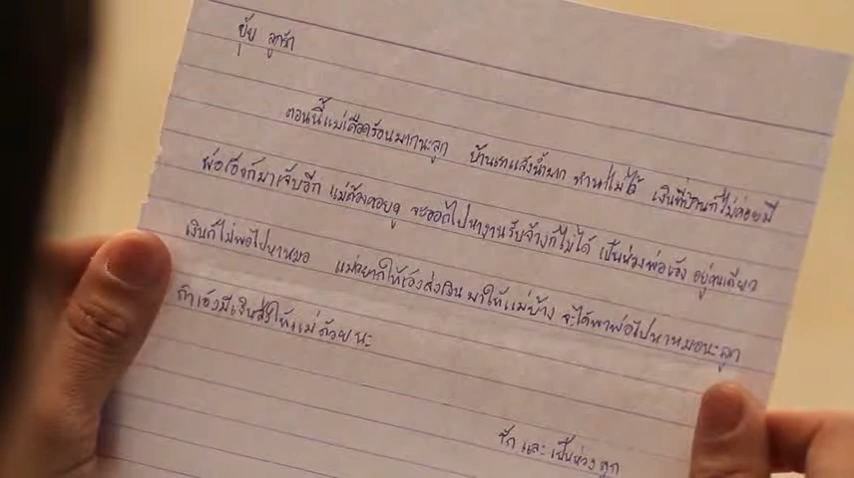 ยุ้ย ลูกรัก
ตอนนี้แม่เดือดร้อนมากนะลูก บ้านเราแล้งน้ำมาก ทำนาไม่ได้ เงินที่บ้านก็ไม่ค่อยมี
พ่อเอ็งก็มาเจ็บอีก แม่ต้องคอยดู จะออกไปหางานรับจ้างก็ไม่ได้ เป็นห่วงพ่อเอ็ง อยู่คนเดียว
เงินก็ไม่พอไปหาหมอ แม่อยากให้เอ็งส่งเงินมาให้แม่บ้าง จะได้พาพ่อไปหาหมอนะลูก
ถ้าเอ็งมีเงินส่งให้แม่ด้วยนะ
รัก และ เป็นห่วง ลูก